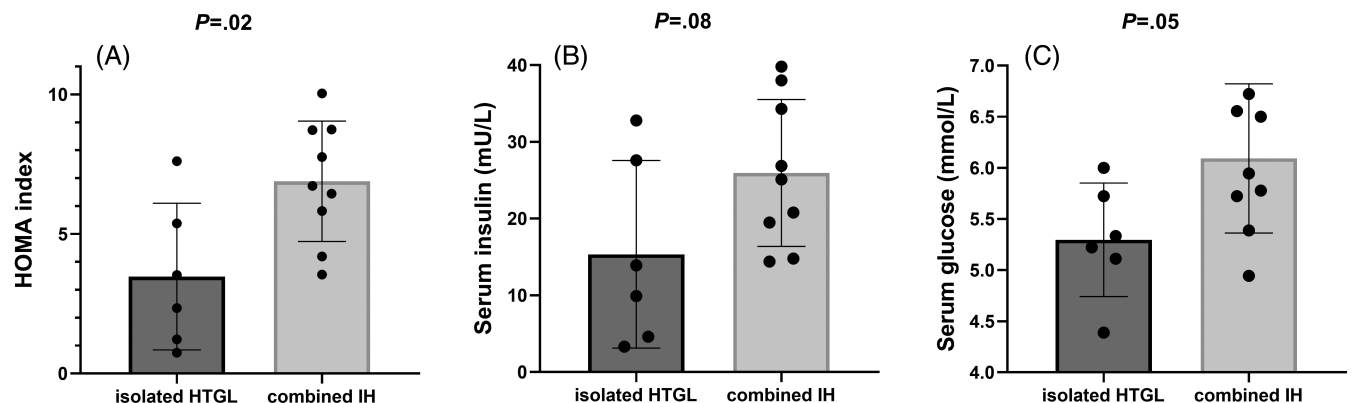 P=.02
(A)
HOMA index
10
5
0
isolated HTGL
combined IH
P=.08
(B)
Serum insulin (mU/L)
40
30
20
10
0
isolated HTGL
combined IH
P=.05
(C)
Serum glucose (mmol/L)
7.0
6.5
6.0
5.5
5.0
4.5
4.0
isolated HTGL
combined IH